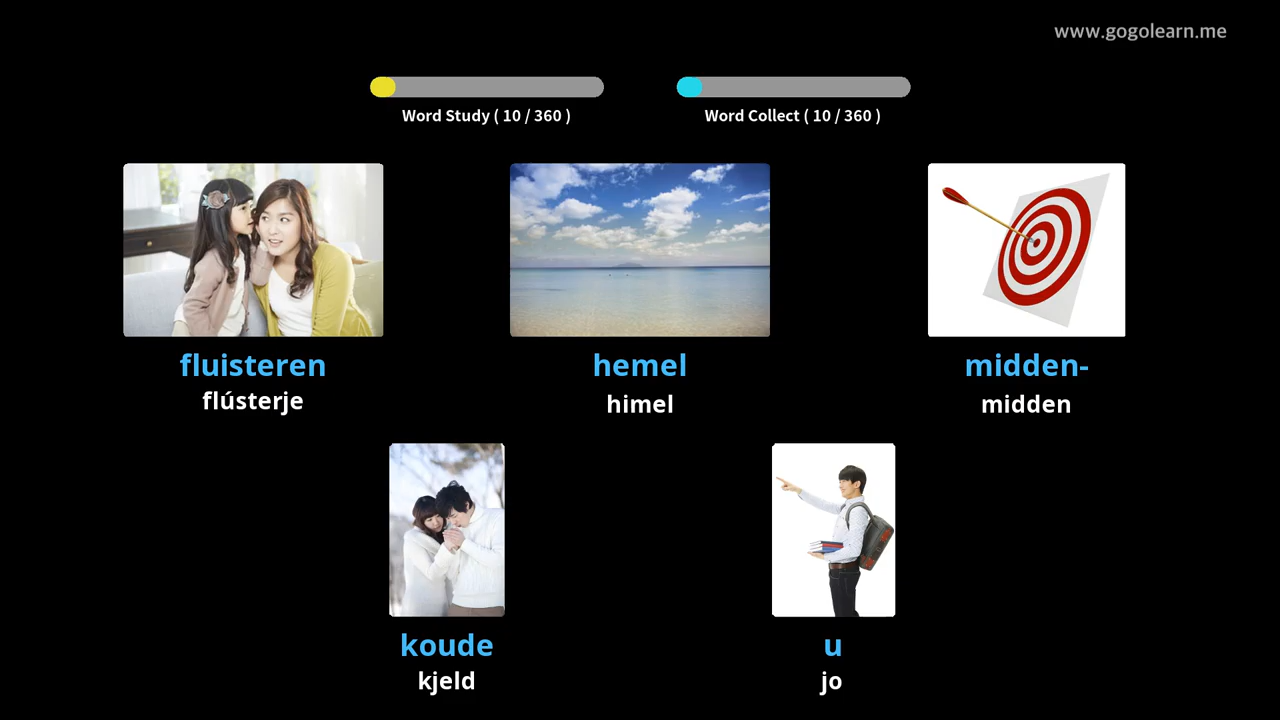 www.gogolearn.me
Word Study ( 10 / 360 )
Word Collect ( 10 / 360 )
fluisteren
flústerje
hemel
himel
midden-
midden
koude
kjeld
u
jo